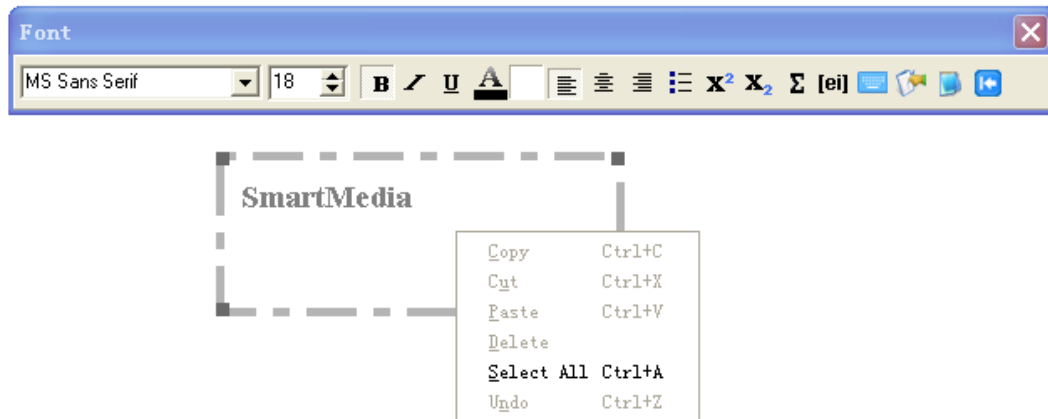 Font
MS Sans Serif 18 B I U A X² X₂ Σ [ei]
SmartMedia
Copy Ctrl+C
Cut Ctrl+X
Paste Ctrl+V
Delete
Select All Ctrl+A
Undo Ctrl+Z